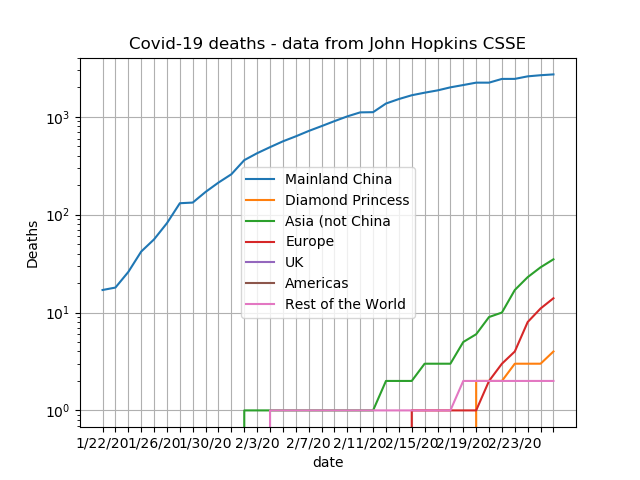 Covid-19 deaths - data from John Hopkins CSSE
Deaths
10³
10²
10¹
10⁰
Mainland China
Diamond Princess
Asia (not China
Europe
UK
Americas
Rest of the World
1/22/20 1/26/20 1/30/20 2/3/20 2/7/20 2/11/20 2/15/20 2/19/20 2/23/20
date